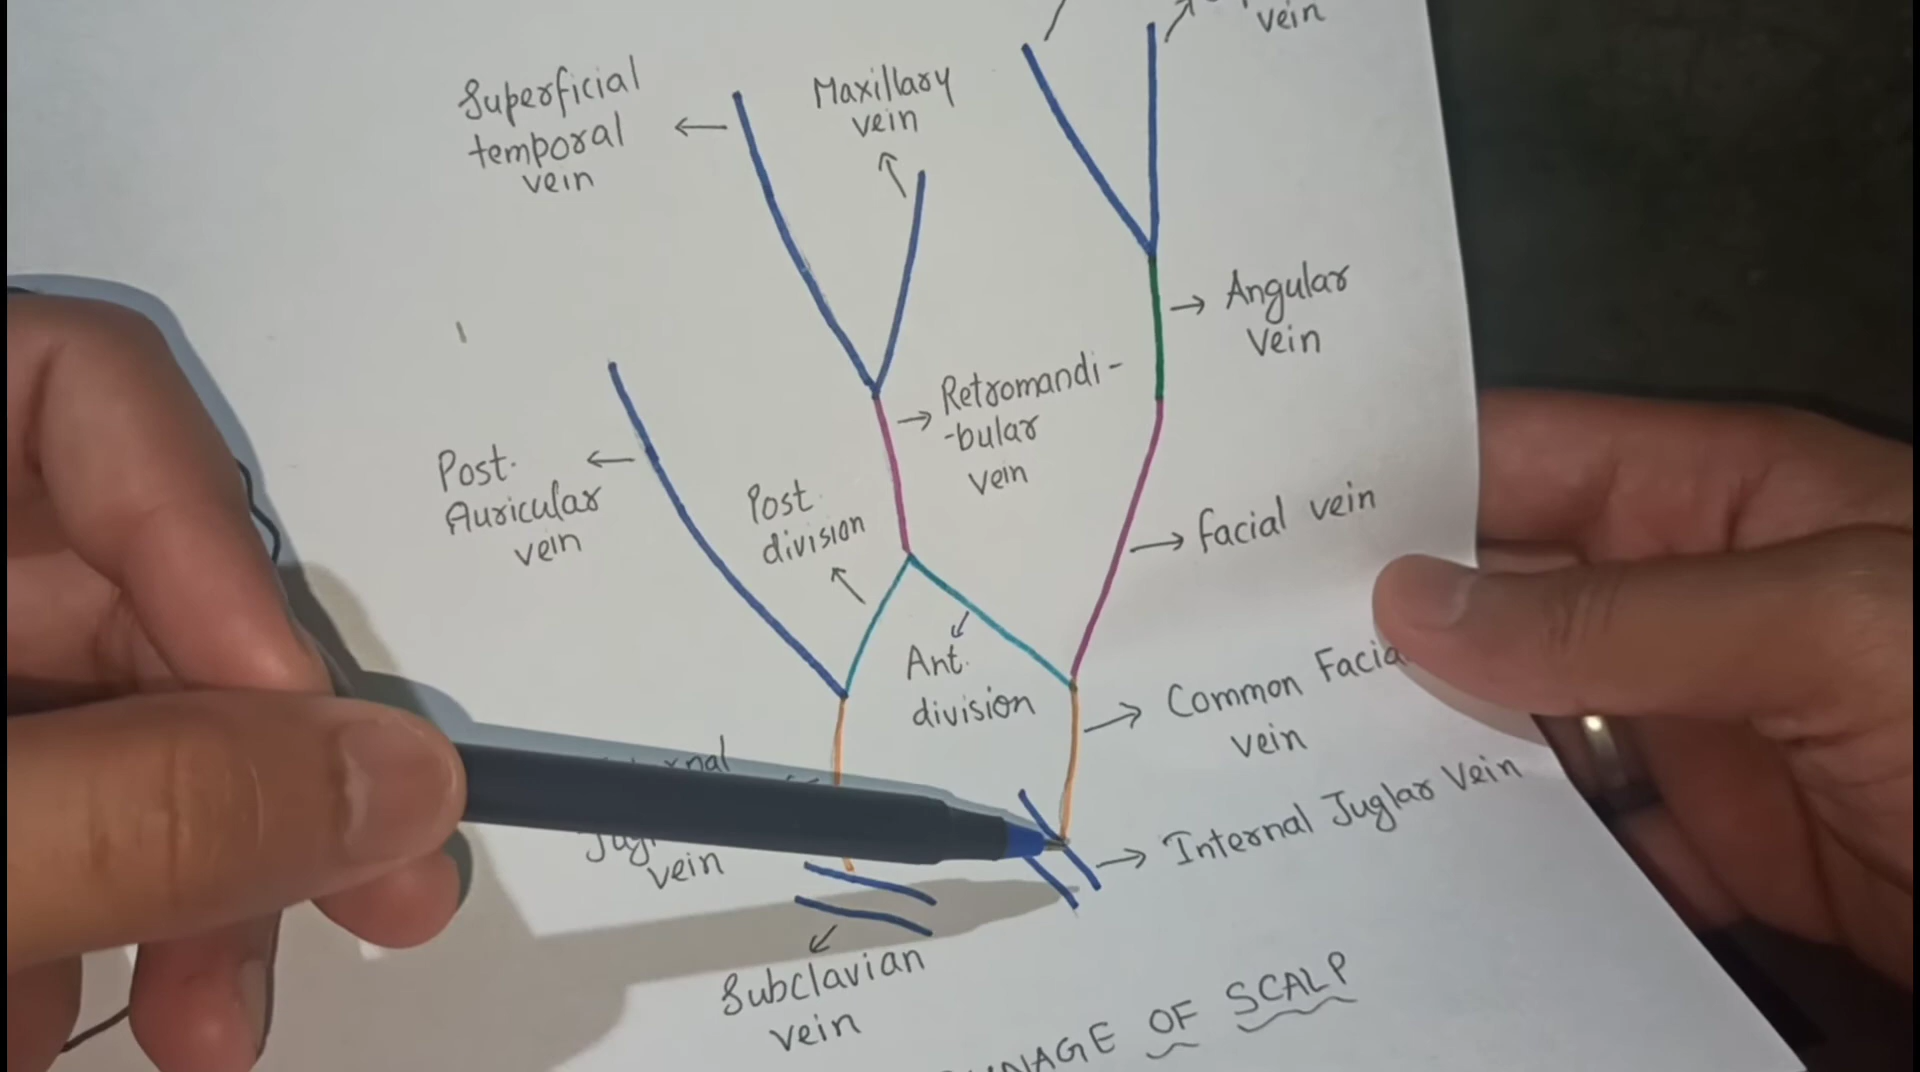 vein
Superficial
temporal
vein
Maxillary
vein
Angular
Vein
Retromandi-
-bular
vein
Post.
Auricular
vein
Post.
division
facial vein
Ant.
division
Common Facia
vein
Internal Juglar Vein
vein
Subclavian
vein
OF SCALP